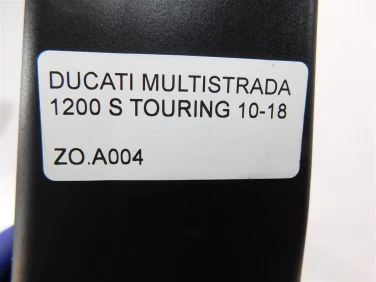 DUCATI MULTISTRADA
1200 S TOURING 10-18
ZO.A004